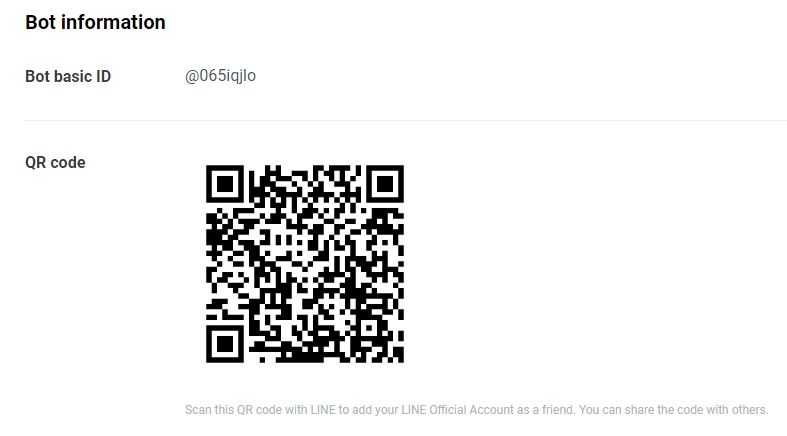 Bot information
Bot basic ID @065iqjlo
QR code
Scan this QR code with LINE to add your LINE Official Account as a friend. You can share the code with others.